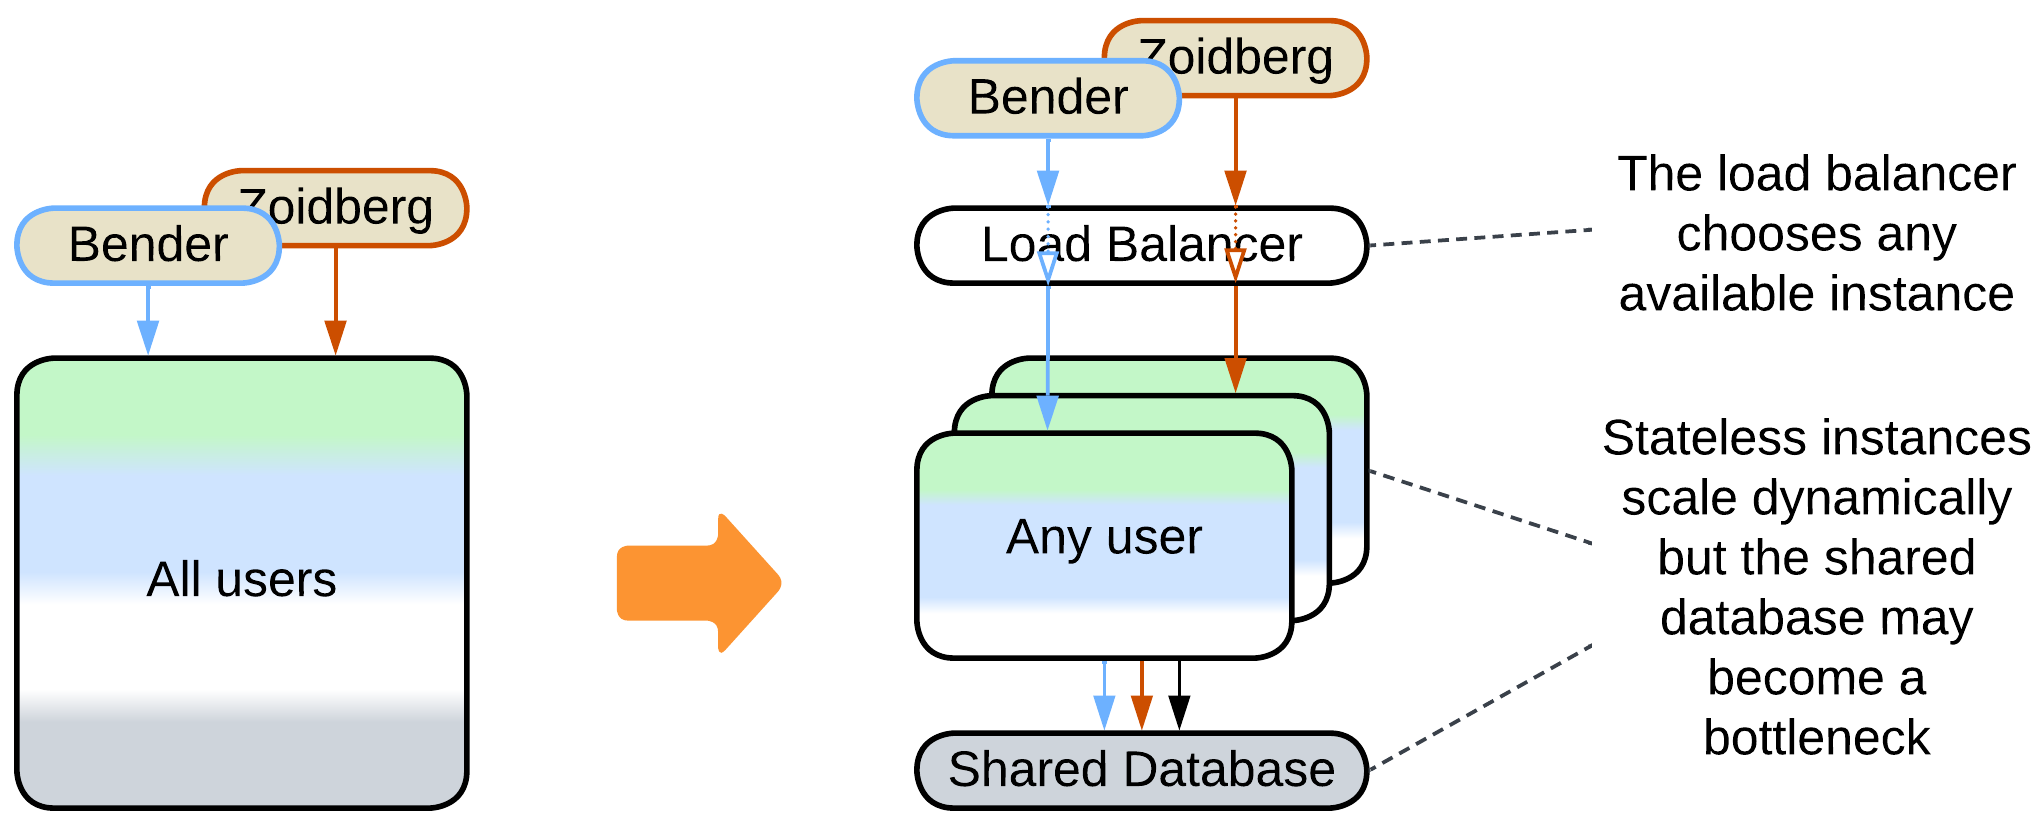 Zoidberg
Bender
All users
Zoidberg
Bender
Load Balancer
Any user
Shared Database
The load balancer
chooses any
available instance
Stateless instances
scale dynamically
but the shared
database may
become a
bottleneck